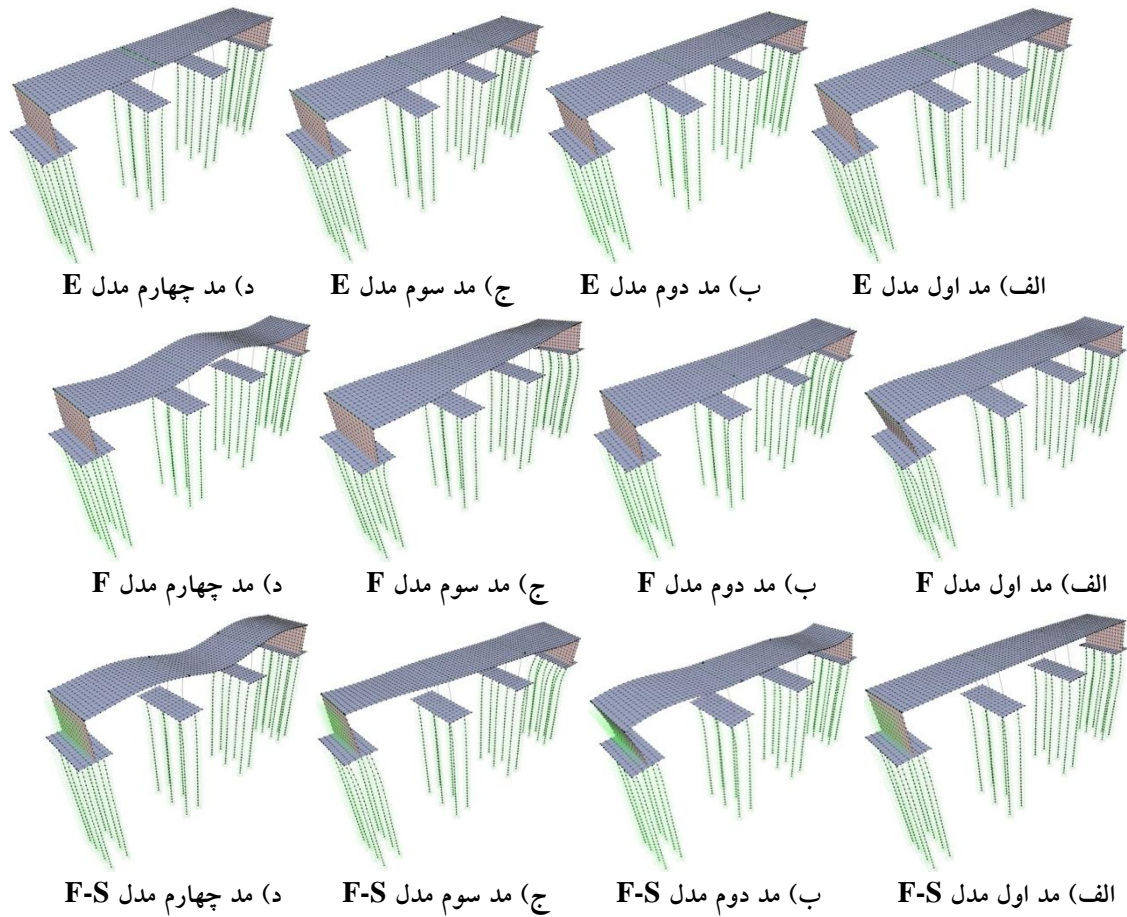 الف) مد اول مدل E
ب) مد دوم مدل E
ج) مد سوم مدل E
د) مد چهارم مدل E
الف) مد اول مدل F
ب) مد دوم مدل F
ج) مد سوم مدل F
د) مد چهارم مدل F
الف) مد اول مدل F-S
ب) مد دوم مدل F-S
ج) مد سوم مدل F-S
د) مد چهارم مدل F-S